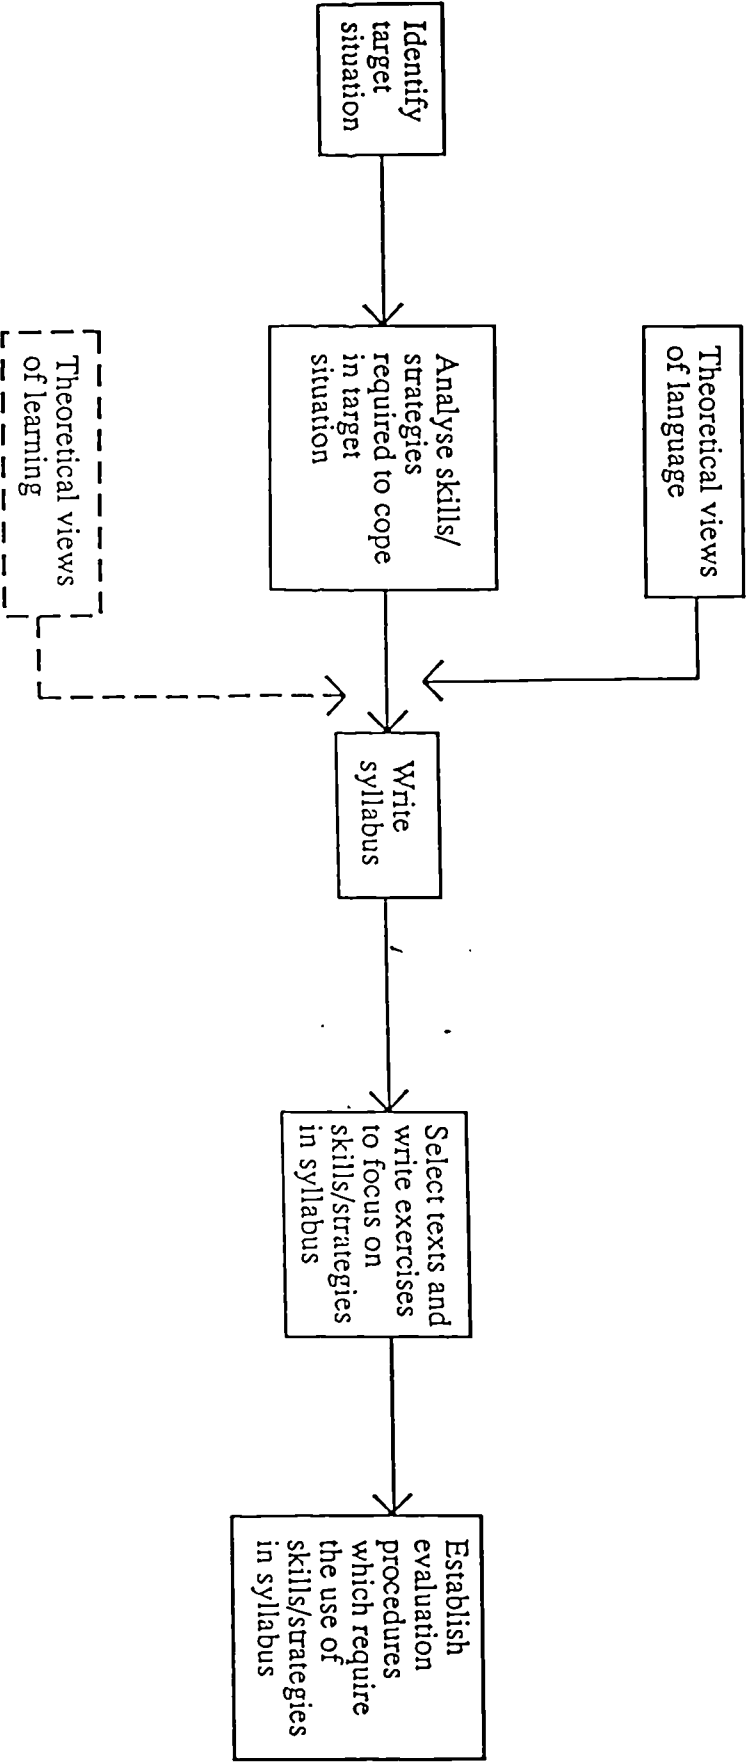 Identify
target
situation
Theoretical views
of language
Analyse skills/
strategies
required to cope
in target
situation
Theoretical views
of learning
Write
syllabus
Select texts and
write exercises
to focus on
skills/strategies
in syllabus
Establish
evaluation
procedures
which require
the use of
skills/strategies
in syllabus